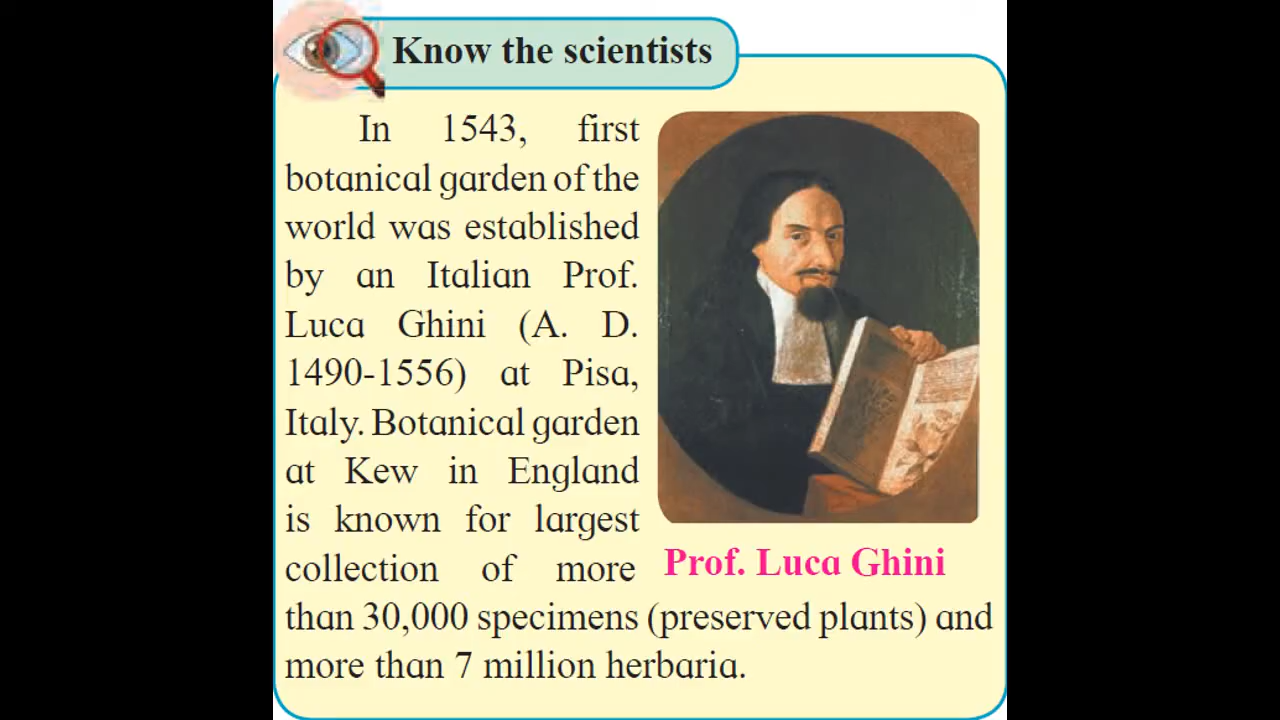 Know the scientists
In 1543, first
botanical garden of the
world was established
by an Italian Prof.
Luca Ghini (A. D.
1490-1556) at Pisa,
Italy. Botanical garden
at Kew in England
is known for largest
collection of more
than 30,000 specimens (preserved plants) and
more than 7 million herbaria.
Prof. Luca Ghini